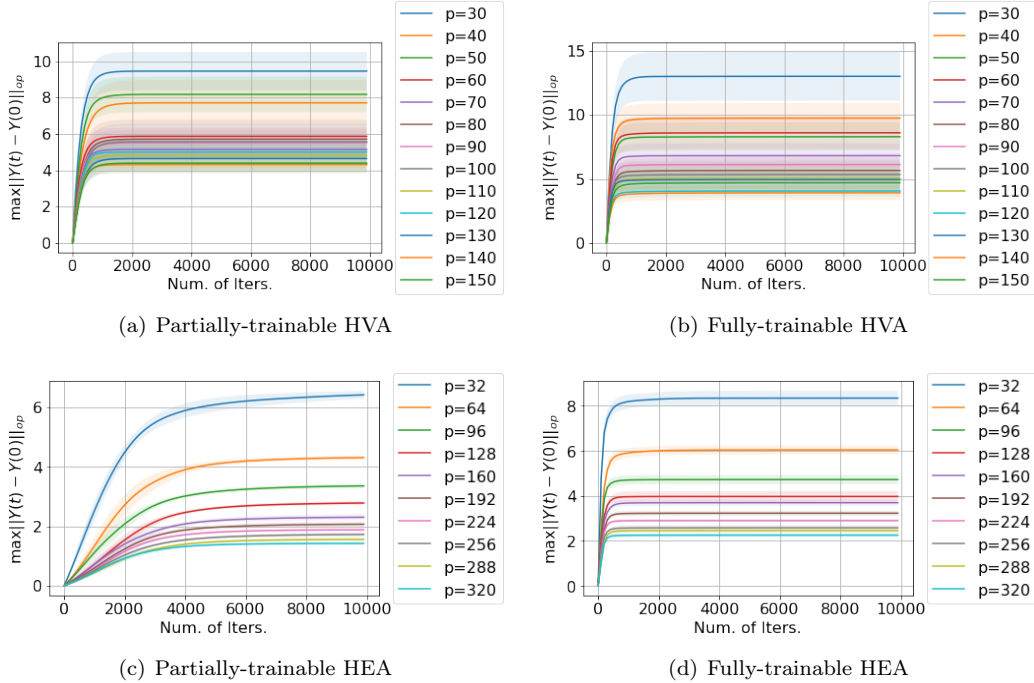 max||Y(t) − Y(0)||op
10
8
6
4
2
0
0 2000 4000 6000 8000 10000
Num. of Iters.
p=30
p=40
p=50
p=60
p=70
p=80
p=90
p=100
p=110
p=120
p=130
p=140
p=150
(a) Partially-trainable HVA
max||Y(t) − Y(0)||op
15
10
5
0
0 2000 4000 6000 8000 10000
Num. of Iters.
p=30
p=40
p=50
p=60
p=70
p=80
p=90
p=100
p=110
p=120
p=130
p=140
p=150
(b) Fully-trainable HVA
max||Y(t) − Y(0)||op
6
4
2
0
0 2000 4000 6000 8000 10000
Num. of Iters.
p=32
p=64
p=96
p=128
p=160
p=192
p=224
p=256
p=288
p=320
(c) Partially-trainable HEA
max||Y(t) − Y(0)||op
8
6
4
2
0
0 2000 4000 6000 8000 10000
Num. of Iters.
p=32
p=64
p=96
p=128
p=160
p=192
p=224
p=256
p=288
p=320
(d) Fully-trainable HEA